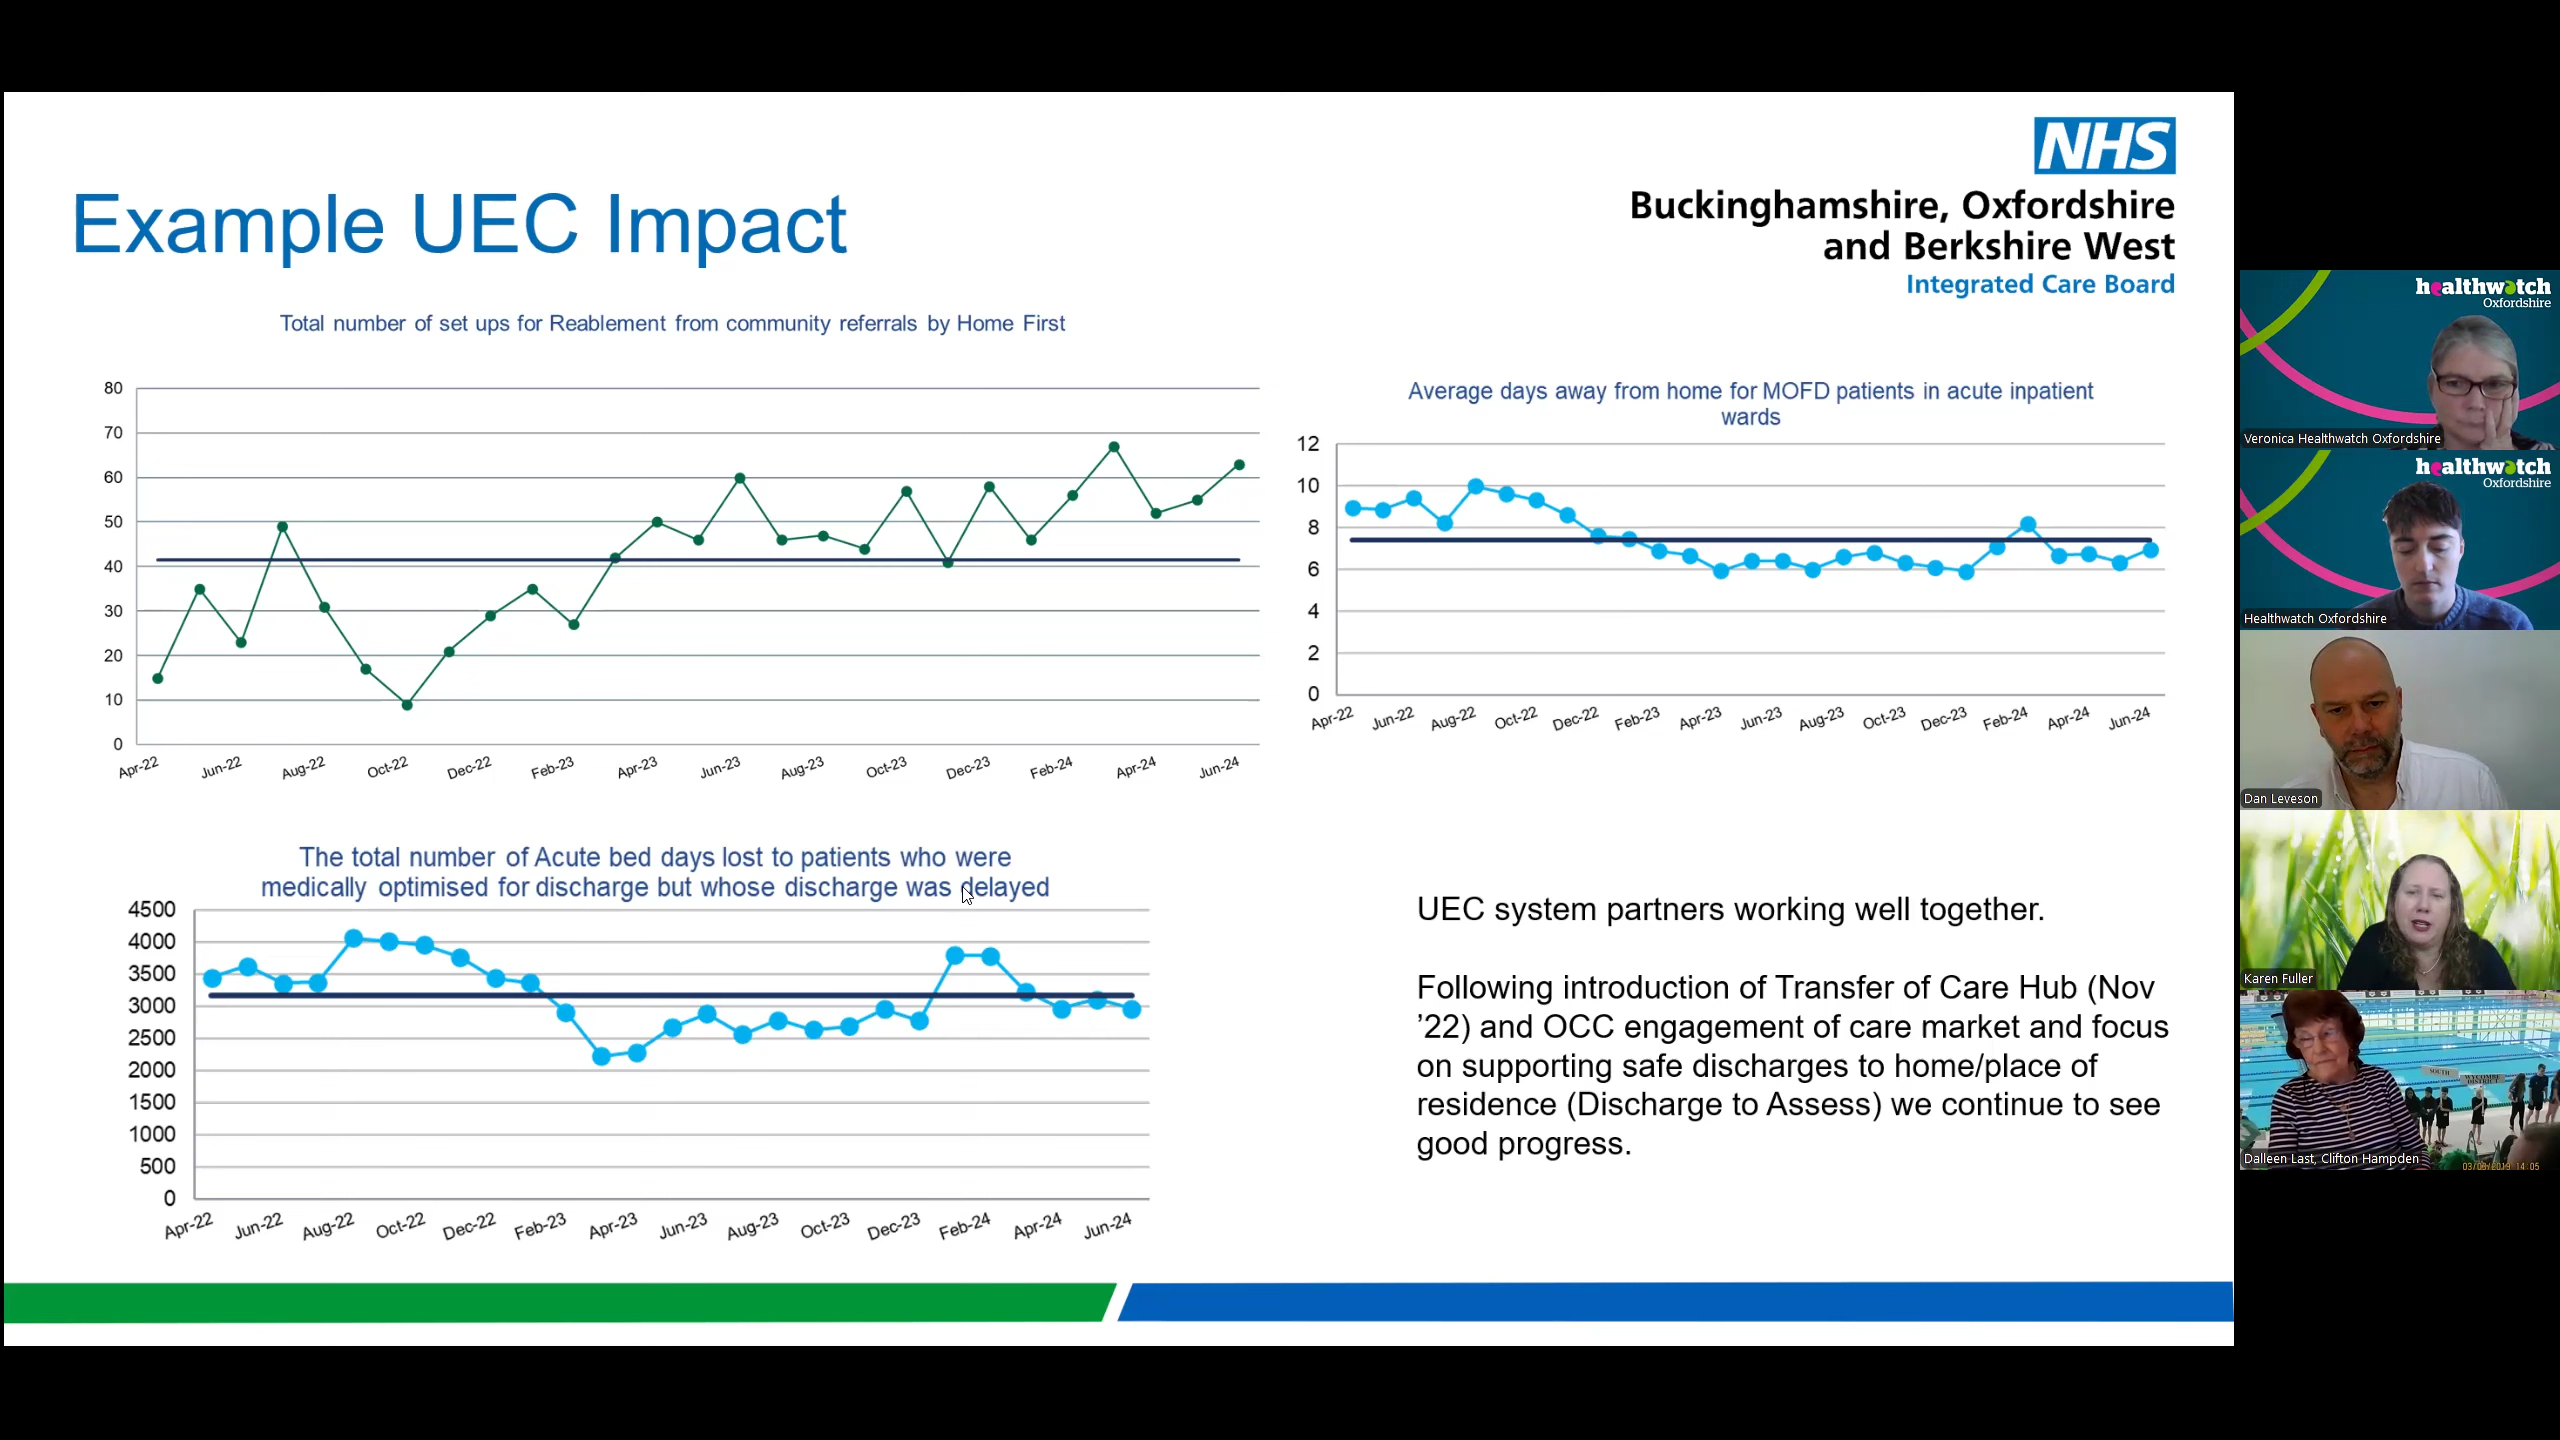 Example UEC Impact
NHS
Buckinghamshire, Oxfordshire
and Berkshire West
Integrated Care Board
Total number of set ups for Reablement from community referrals by Home First
80
70
60
50
40
30
20
10
0
Apr-22 Jun-22 Aug-22 Oct-22 Dec-22 Feb-23 Apr-23 Jun-23 Aug-23 Oct-23 Dec-23 Feb-24 Apr-24 Jun-24
Average days away from home for MOFD patients in acute inpatient
wards
12
10
8
6
4
2
0
Apr-22 Jun-22 Aug-22 Oct-22 Dec-22 Feb-23 Apr-23 Jun-23 Aug-23 Oct-23 Dec-23 Feb-24 Apr-24 Jun-24
The total number of Acute bed days lost to patients who were
medically optimised for discharge but whose discharge was delayed
4500
4000
3500
3000
2500
2000
1500
1000
500
0
Apr-22 Jun-22 Aug-22 Oct-22 Dec-22 Feb-23 Apr-23 Jun-23 Aug-23 Oct-23 Dec-23 Feb-24 Apr-24 Jun-24
UEC system partners working well together.
Following introduction of Transfer of Care Hub (Nov
’22) and OCC engagement of care market and focus
on supporting safe discharges to home/place of
residence (Discharge to Assess) we continue to see
good progress.
healthwatch
Oxfordshire
Veronica Healthwatch Oxfordshire
healthwatch
Oxfordshire
Healthwatch Oxfordshire
Dan Leveson
Karen Fuller
SOUTH
WYCOMBE
DISTRICT
Dalleen Last, Clifton Hampden